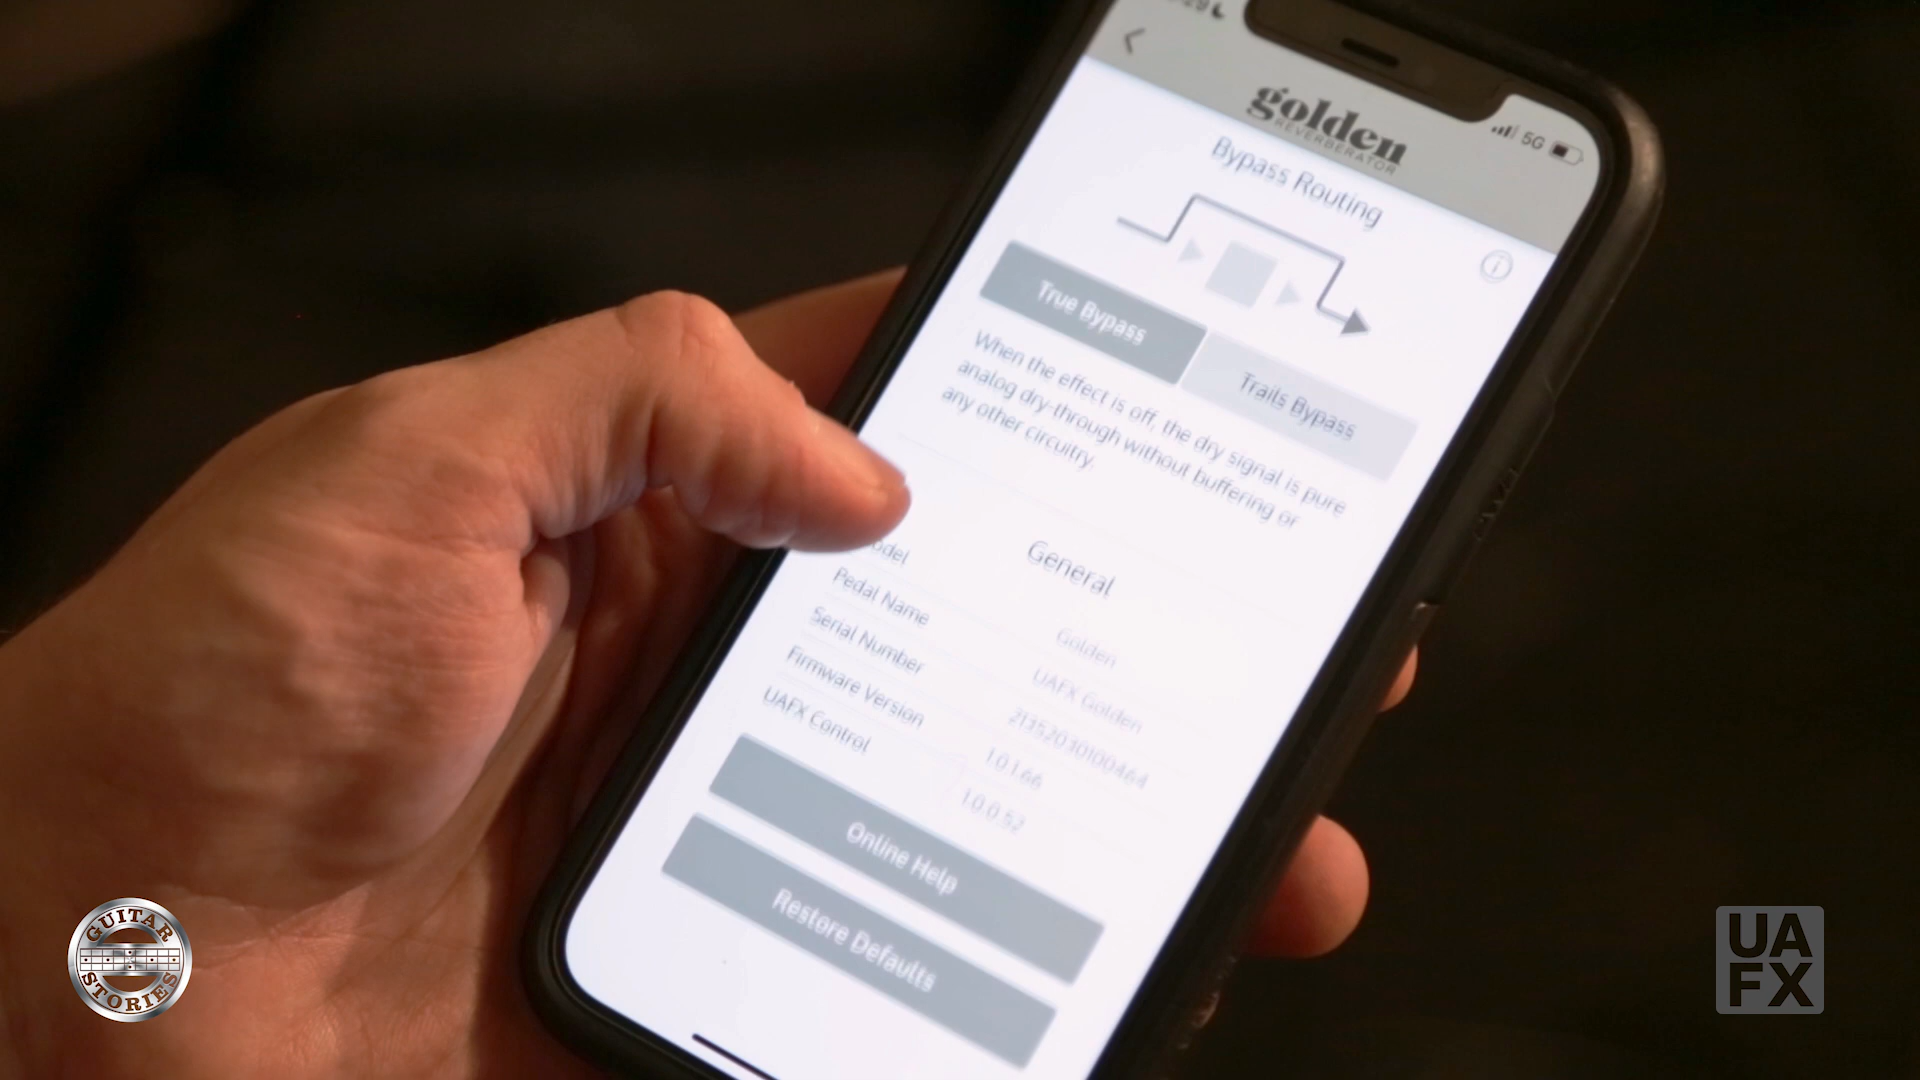 golden
REVERBERATOR
5G
Bypass Routing
True Bypass
Trails Bypass
When the effect is off, the dry signal is pure
analog dry-through without buffering or
any other circuitry.
General
Golden
Pedal Name
UAFX Golden
Serial Number
21352030100464
Firmware Version
1.0.1.66
UAFX Control
1.0.0.52
Online Help
Restore Defaults
GUITAR
STORIES
UA
FX